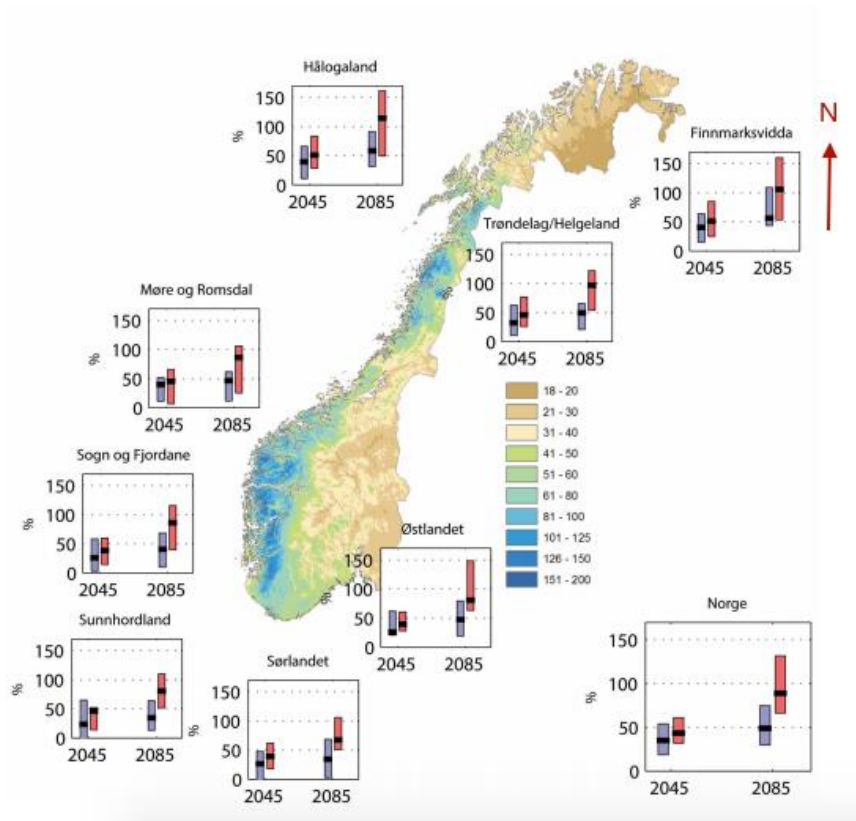 Hålogaland
150
100
50
0
%
2045 2085
N
Finnmarksvidda
150
100
50
0
%
2045 2085
Trøndelag/Helgeland
150
100
50
0
%
2045 2085
Møre og Romsdal
150
100
50
0
%
2045 2085
18 - 20
21 - 30
31 - 40
41 - 50
51 - 60
61 - 80
81 - 100
101 - 125
126 - 150
151 - 200
Sogn og Fjordane
150
100
50
0
%
2045 2085
Østlandet
150
100
50
0
%
2045 2085
Sunnhordland
150
100
50
0
%
2045 2085
Sørlandet
150
100
50
0
%
2045 2085
Norge
150
100
50
0
%
2045 2085